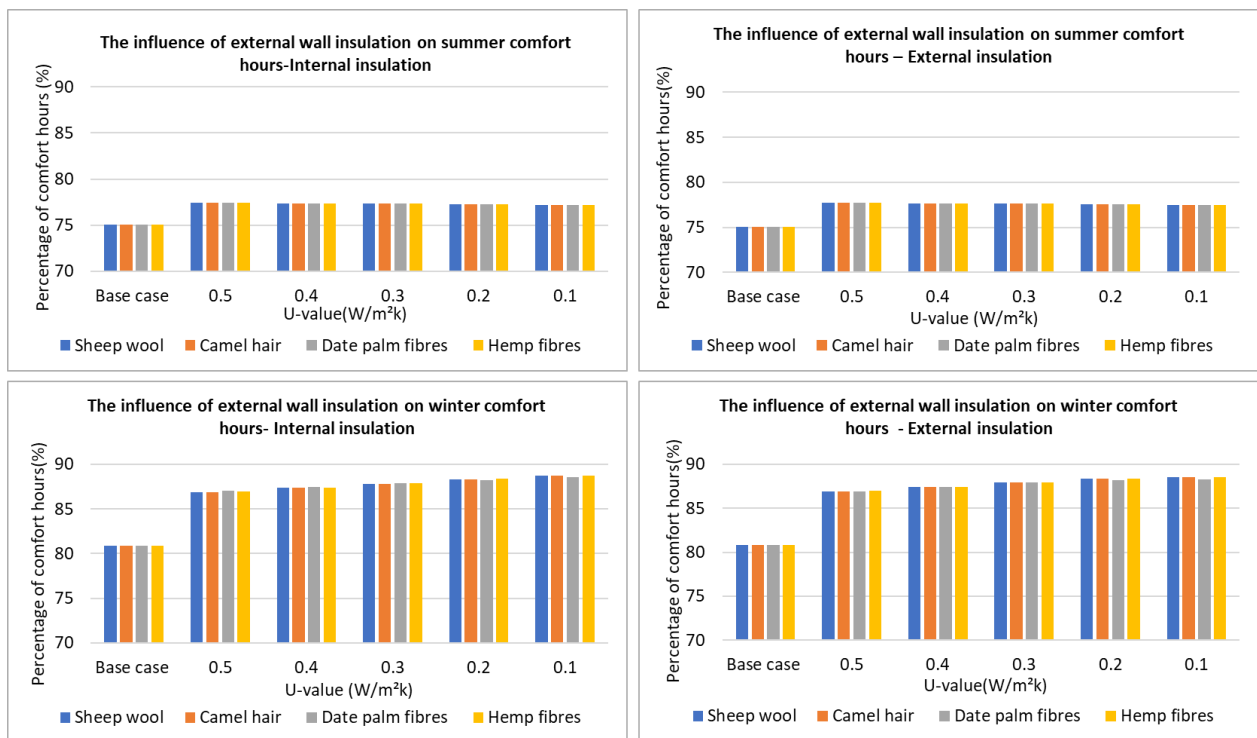 The influence of external wall insulation on summer comfort
hours-Internal insulation
Percentage of comfort hours (%)
90
85
80
75
70
Base case 0.5 0.4 0.3 0.2 0.1
U-value(W/m²k)
Sheep wool Camel hair Date palm fibres Hemp fibres
The influence of external wall insulation on summer comfort
hours – External insulation
Percentage of comfort hours(%)
90
85
80
75
70
Base case 0.5 0.4 0.3 0.2 0.1
U-value (W/m²k)
Sheep wool Camel hair Date palm fibres Hemp fibres
The influence of external wall insulation on winter comfort
hours- Internal insulation
Percentage of comfort hours(%)
90
85
80
75
70
Base case 0.5 0.4 0.3 0.2 0.1
U-value (W/m²k)
Sheep wool Camel hair Date palm fibres Hemp fibres
The influence of external wall insulation on winter comfort
hours - External insulation
Percentage of comfort hours(%)
90
85
80
75
70
Base case 0.5 0.4 0.3 0.2 0.1
U-value(W/m²k)
Sheep wool Camel hair Date palm fibres Hemp fibres